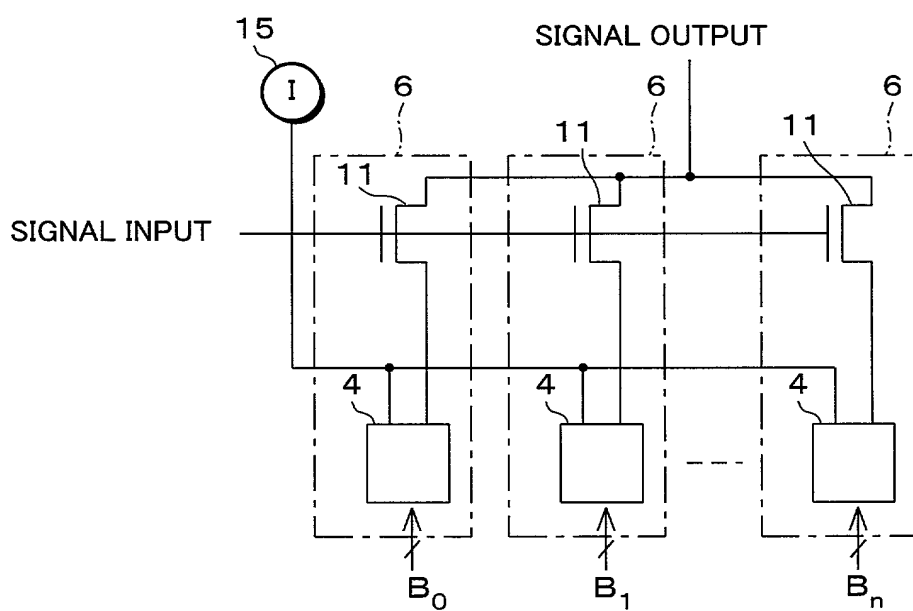 15
SIGNAL OUTPUT
I
6
6
6
11
11
11
SIGNAL INPUT
4
4
4
B0
B1
Bn